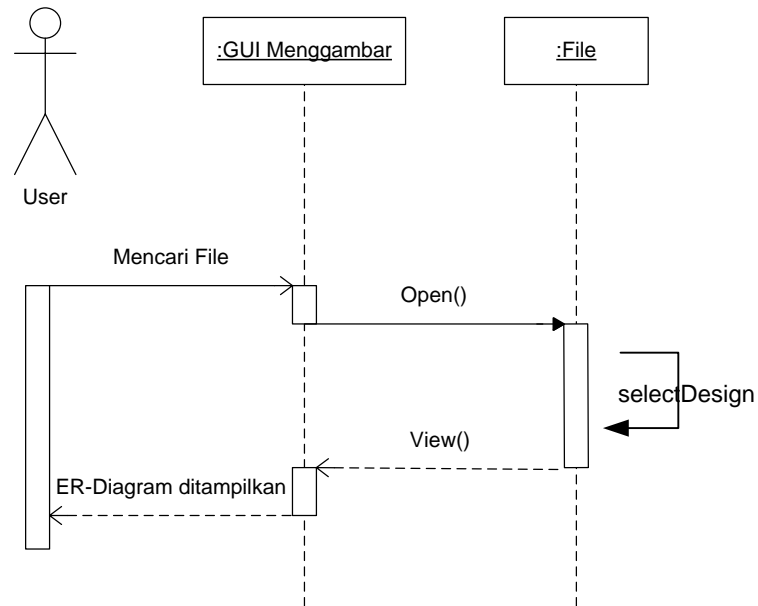 :GUI Menggambar
:File
User
Mencari File
Open()
selectDesign
View()
ER-Diagram ditampilkan